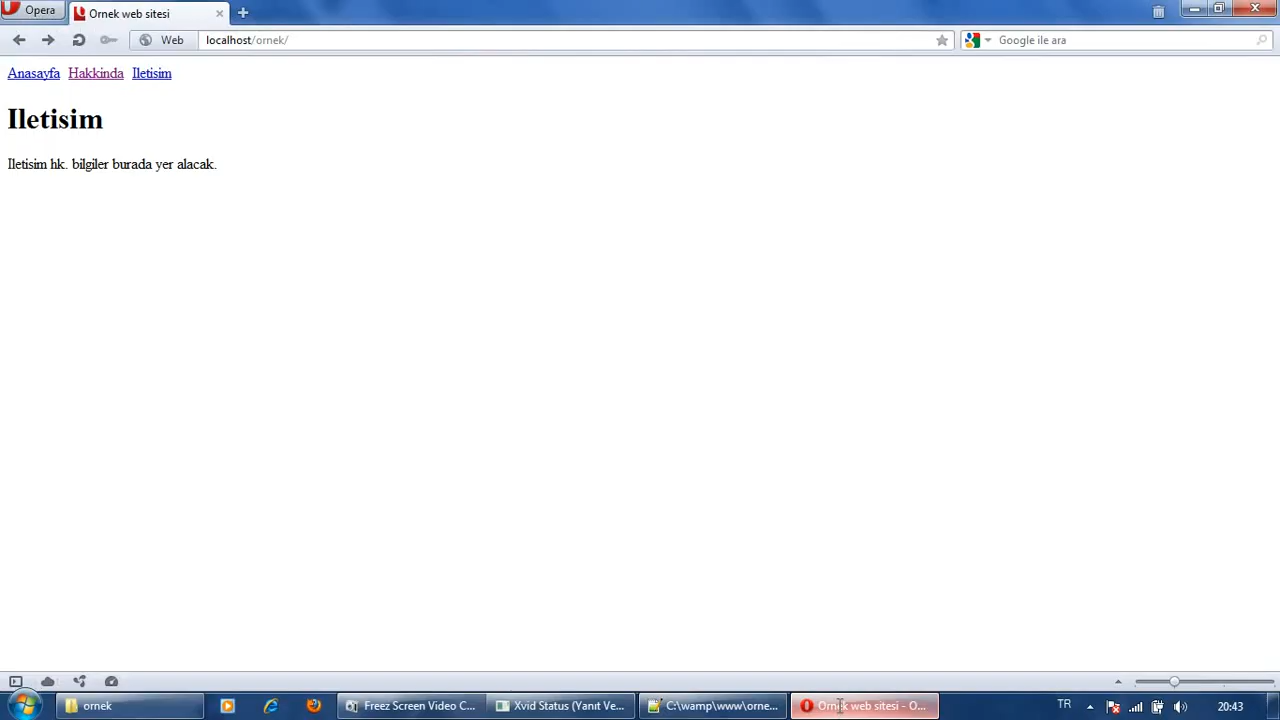 Opera
Ornek web sitesi
Web
localhost/ornek/
Google ile ara
Anasayfa Hakkinda Iletisim
Iletisim
Iletisim hk. bilgiler burada yer alacak.
ornek
Freez Screen Video C...
Xvid Status (Yanıt Ve...
C:\wamp\www\orne...
Ornek web sitesi - O...
TR
20:43